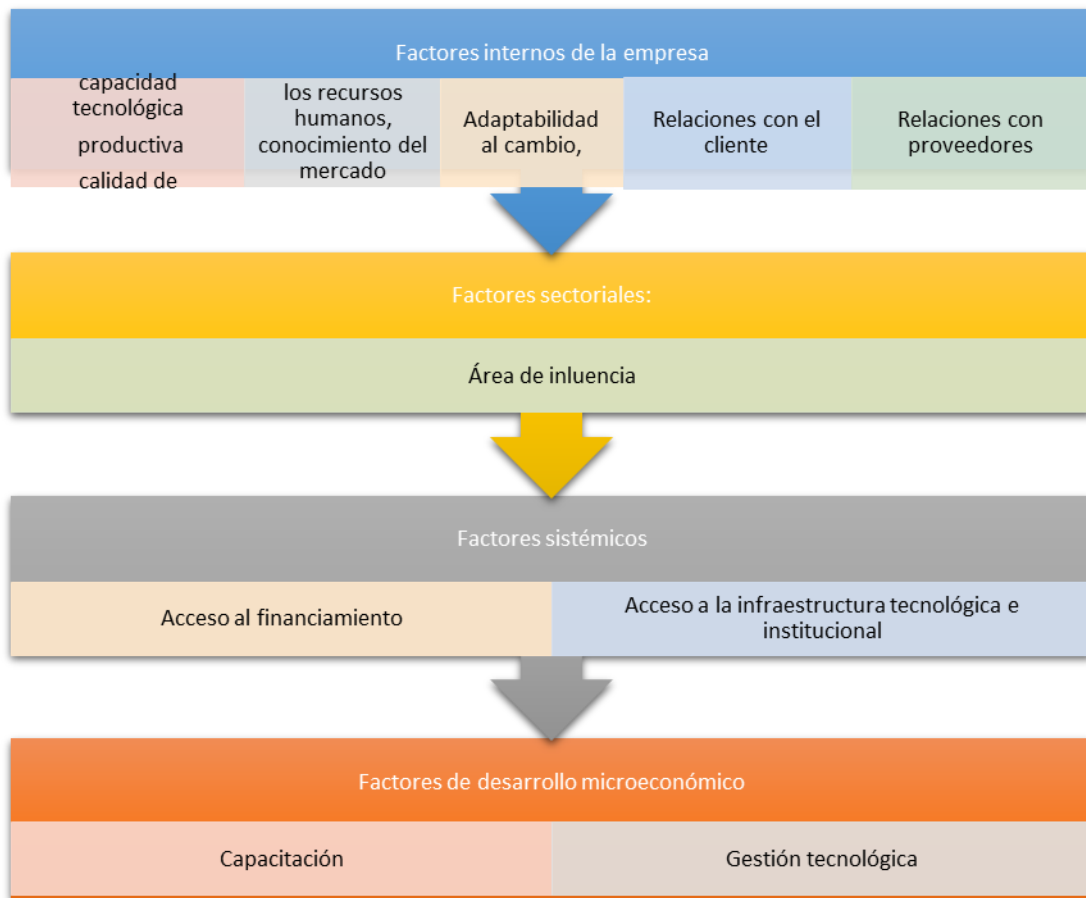 Factores internos de la empresa
capacidad
tecnológica
productiva
calidad de
los recursos
humanos,
conocimiento del
mercado
Adaptabilidad
al cambio,
Relaciones con el
cliente
Relaciones con
proveedores
Factores sectoriales:
Área de inluencia
Factores sistémicos
Acceso al financiamiento
Acceso a la infraestructura tecnológica e
institucional
Factores de desarrollo microeconómico
Capacitación
Gestión tecnológica